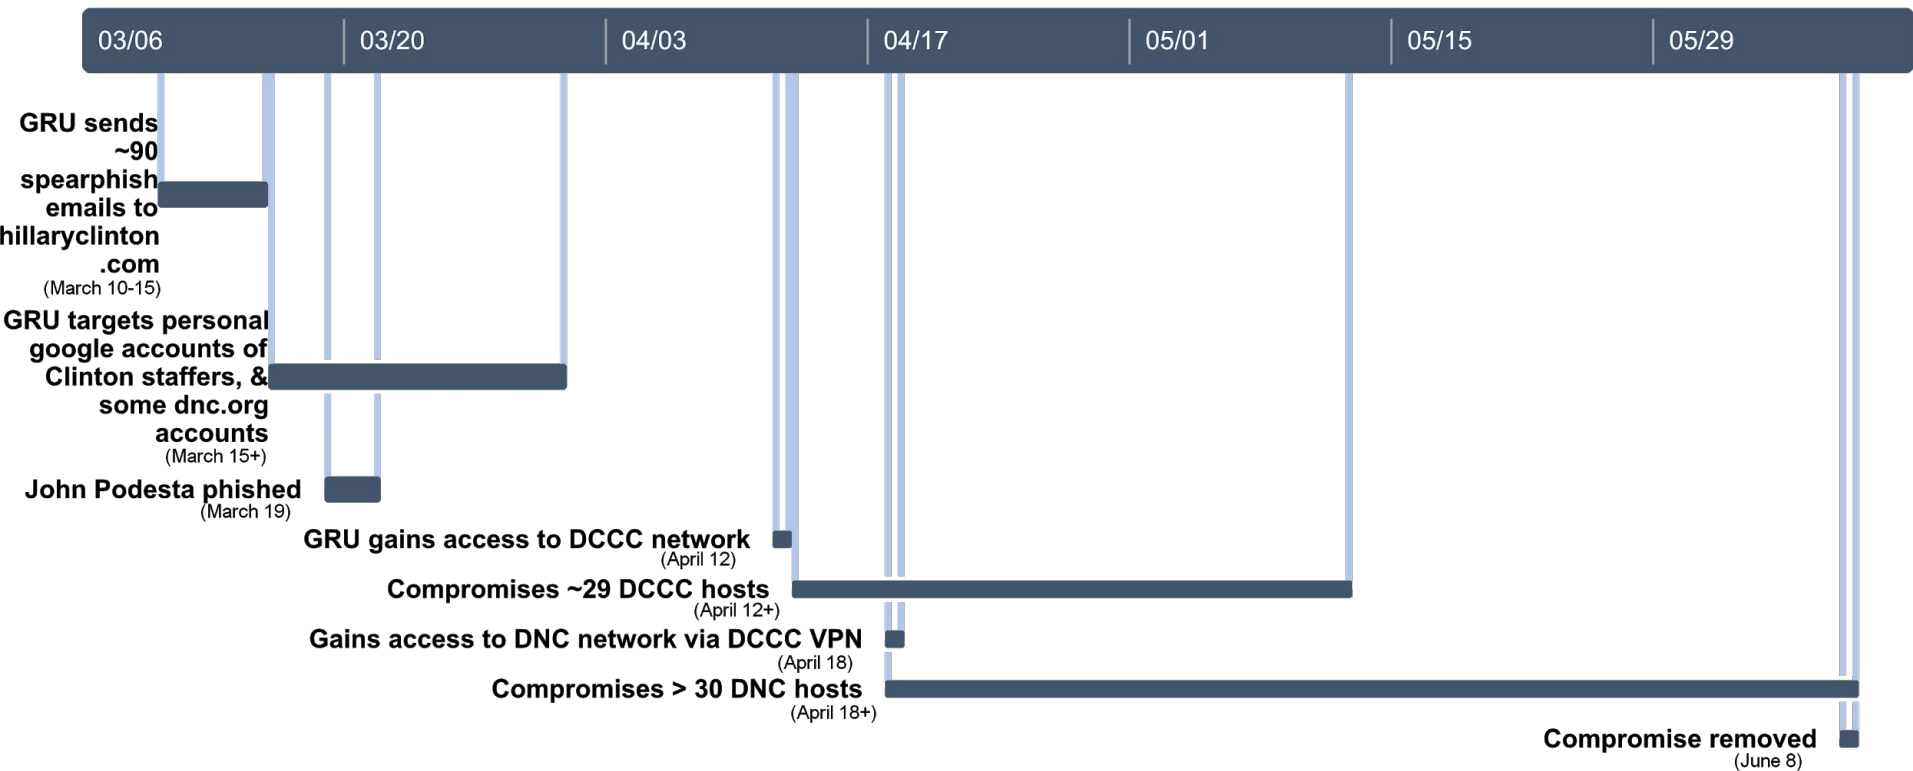 03/06 03/20 04/03 04/17 05/01 05/15 05/29
GRU sends
~90
spearphish
emails to
hillaryclinton
.com
(March 10-15)
GRU targets personal
google accounts of
Clinton staffers, &
some dnc.org
accounts
(March 15+)
John Podesta phished
(March 19)
GRU gains access to DCCC network
(April 12)
Compromises ~29 DCCC hosts
(April 12+)
Gains access to DNC network via DCCC VPN
(April 18)
Compromises > 30 DNC hosts
(April 18+)
Compromise removed
(June 8)